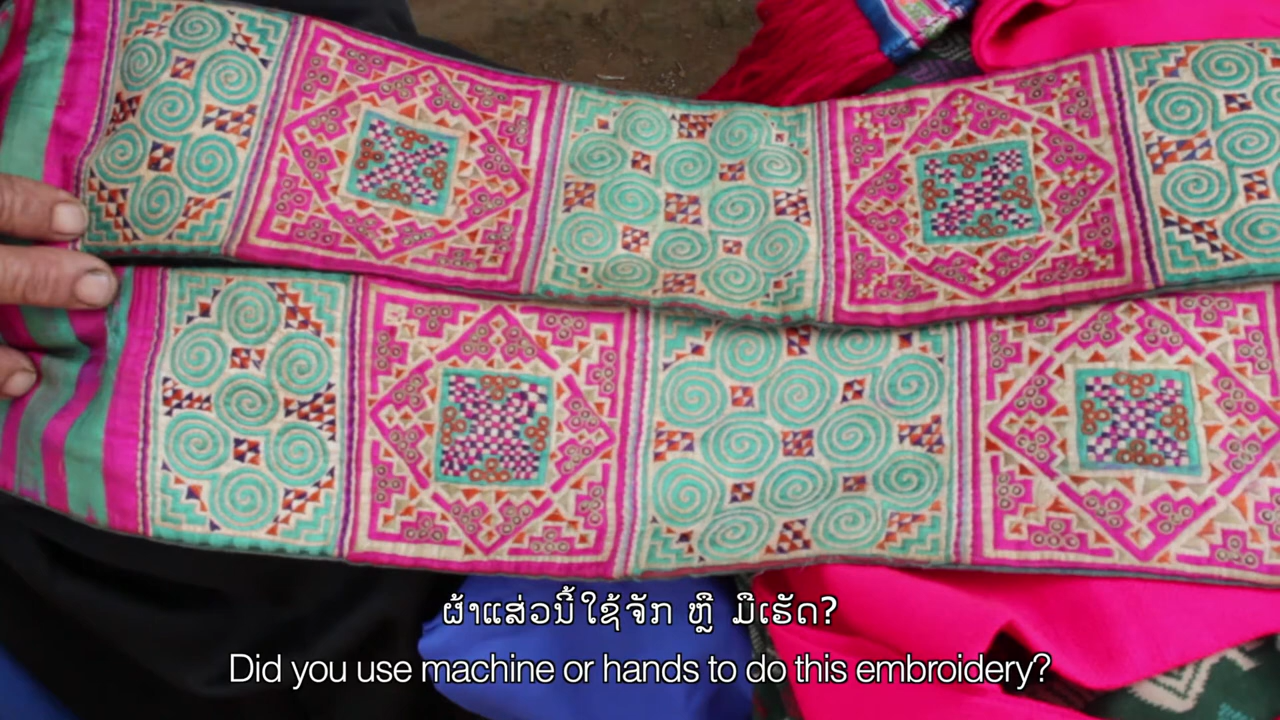 ຜ້າແສ່ວນີ້ ໃຊ້ຈັກ ຫຼື ມືເຮັດ?
Did you use machine or hands to do this embroidery?